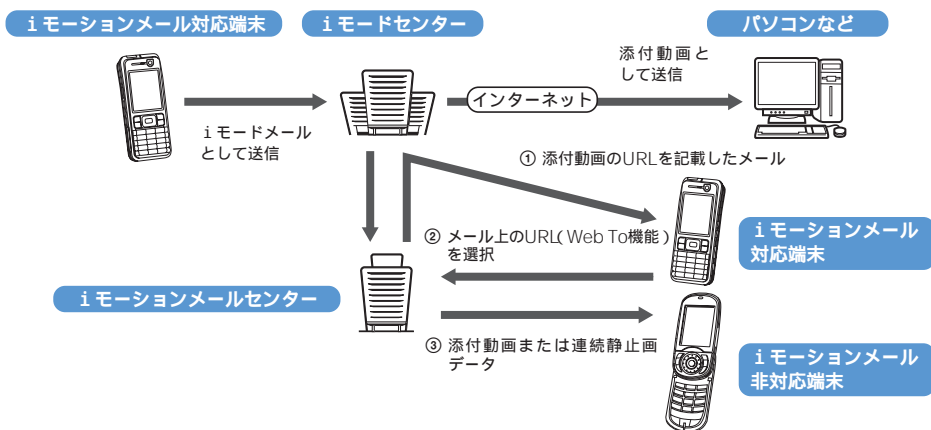 iモーションメール対応端末
iモードセンター
パソコンなど
添付動画と
して送信
インターネット
iモードメール
として送信
① 添付動画のURLを記載したメール
② メール上のURL(Web To機能)
を選択
iモーションメール
対応端末
iモーションメールセンター
③ 添付動画または連続静止画
データ
iモーションメール
非対応端末